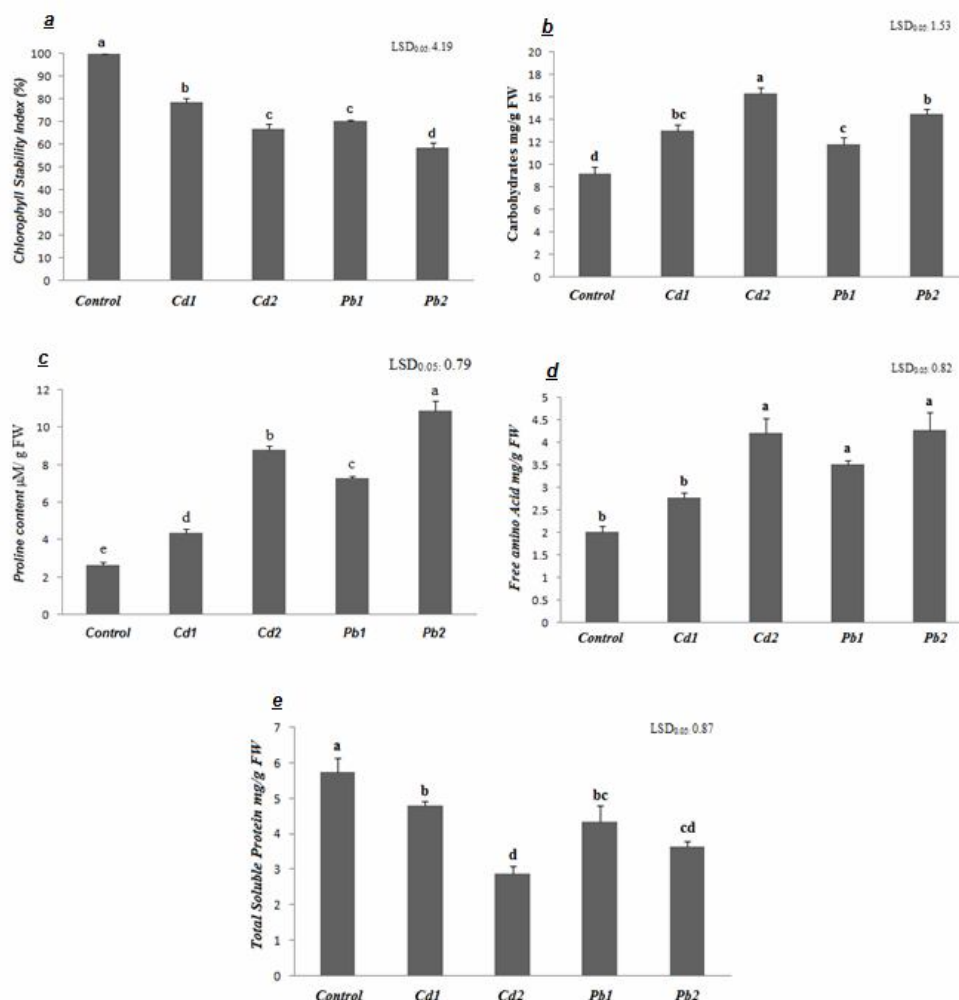 a
LSD0.05: 4.19
a
b
c
c
d
Chlorophyll Stability Index (%)
100
90
80
70
60
50
40
30
20
10
0
Control Cd1 Cd2 Pb1 Pb2
b
LSD0.05: 1.53
d
bc
a
c
b
Carbohydrates mg/g FW
20
18
16
14
12
10
8
6
4
2
0
Control Cd1 Cd2 Pb1 Pb2
c
LSD0.05: 0.79
e
d
b
c
a
Proline content µM/ g FW
12
10
8
6
4
2
0
Control Cd1 Cd2 Pb1 Pb2
d
LSD0.05: 0.82
b
b
a
a
a
Free amino Acid mg/g FW
5
4.5
4
3.5
3
2.5
2
1.5
1
0.5
0
Control Cd1 Cd2 Pb1 Pb2
e
LSD0.05: 0.87
a
b
d
bc
cd
Total Soluble Protein mg/g FW
7
6
5
4
3
2
1
0
Control Cd1 Cd2 Pb1 Pb2